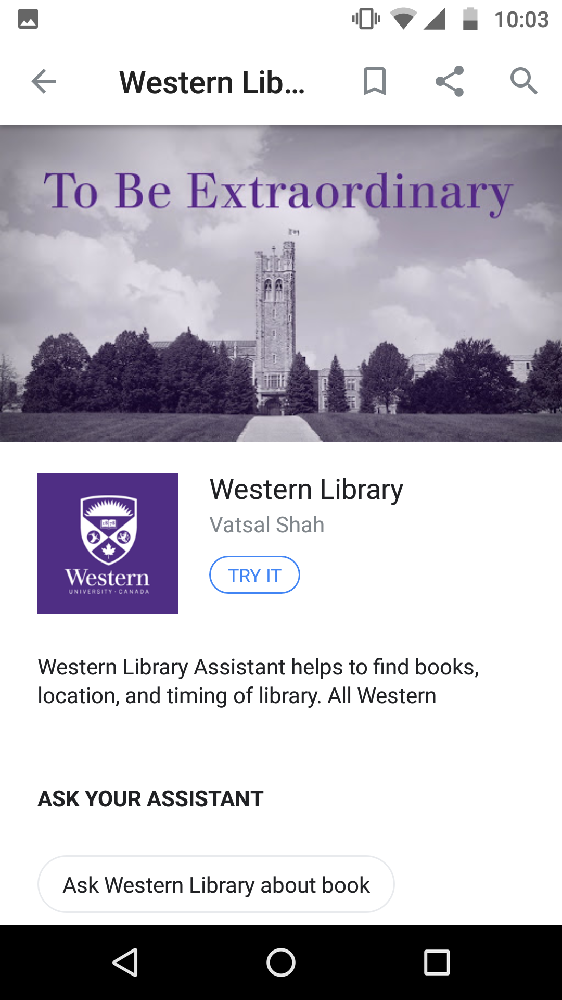 10:03
Western Lib...
To Be Extraordinary
1878
Western
UNIVERSITY · CANADA
Western Library
Vatsal Shah
TRY IT
Western Library Assistant helps to find books,
location, and timing of library. All Western
ASK YOUR ASSISTANT
Ask Western Library about book